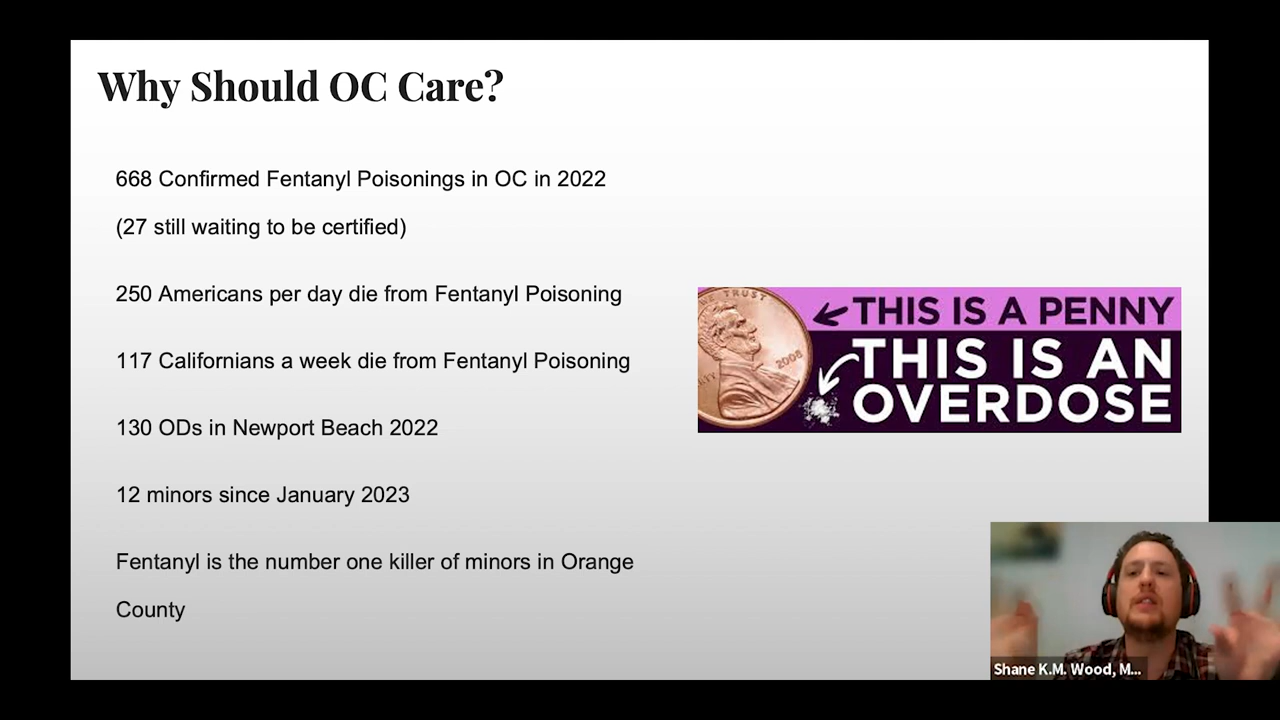 Why Should OC Care?
668 Confirmed Fentanyl Poisonings in OC in 2022
(27 still waiting to be certified)
250 Americans per day die from Fentanyl Poisoning
117 Californians a week die from Fentanyl Poisoning
130 ODs in Newport Beach 2022
12 minors since January 2023
Fentanyl is the number one killer of minors in Orange
County
WE TRUST
2008
THIS IS A PENNY
THIS IS AN
OVERDOSE
Shane K.M. Wood, M...